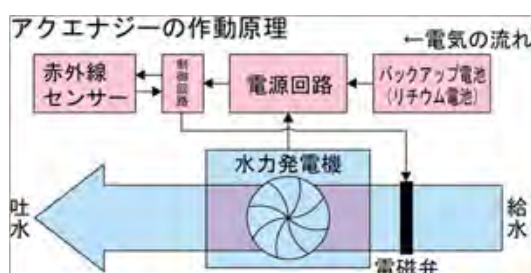 アクエナジーの作動原理
←電気の流れ
赤外線
センサー
制御回路
電源回路
バックアップ電池
(リチウム電池)
水力発電機
吐水
給水
電磁弁